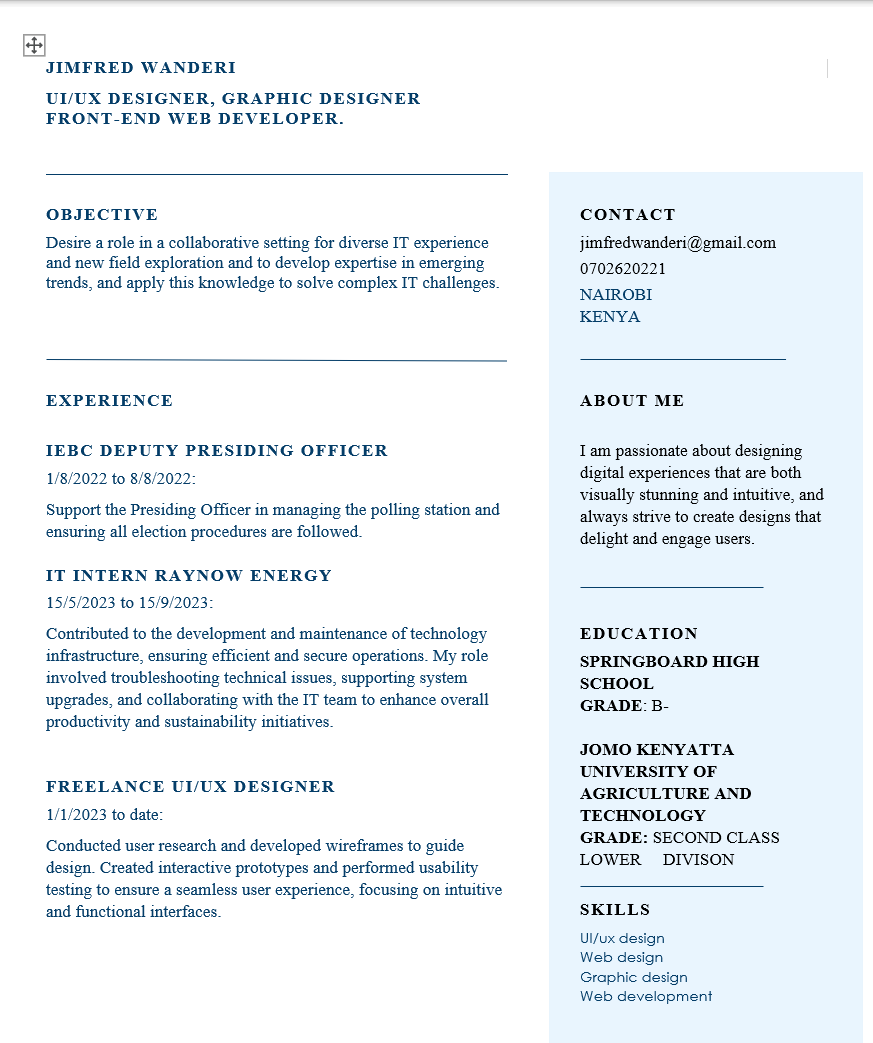 JIMFRED WANDERI
UI/UX DESIGNER, GRAPHIC DESIGNER
FRONT-END WEB DEVELOPER.
OBJECTIVE
Desire a role in a collaborative setting for diverse IT experience
and new field exploration and to develop expertise in emerging
trends, and apply this knowledge to solve complex IT challenges.
EXPERIENCE
IEBC DEPUTY PRESIDING OFFICER
1/8/2022 to 8/8/2022:
Support the Presiding Officer in managing the polling station and
ensuring all election procedures are followed.
IT INTERN RAYNOW ENERGY
15/5/2023 to 15/9/2023:
Contributed to the development and maintenance of technology
infrastructure, ensuring efficient and secure operations. My role
involved troubleshooting technical issues, supporting system
upgrades, and collaborating with the IT team to enhance overall
productivity and sustainability initiatives.
FREELANCE UI/UX DESIGNER
1/1/2023 to date:
Conducted user research and developed wireframes to guide
design. Created interactive prototypes and performed usability
testing to ensure a seamless user experience, focusing on intuitive
and functional interfaces.
CONTACT
jimfredwanderi@gmail.com
0702620221
NAIROBI
KENYA
ABOUT ME
I am passionate about designing
digital experiences that are both
visually stunning and intuitive, and
always strive to create designs that
delight and engage users.
EDUCATION
SPRINGBOARD HIGH
SCHOOL
GRADE: B-
JOMO KENYATTA
UNIVERSITY OF
AGRICULTURE AND
TECHNOLOGY
GRADE: SECOND CLASS
LOWER DIVISON
SKILLS
UI/ux design
Web design
Graphic design
Web development